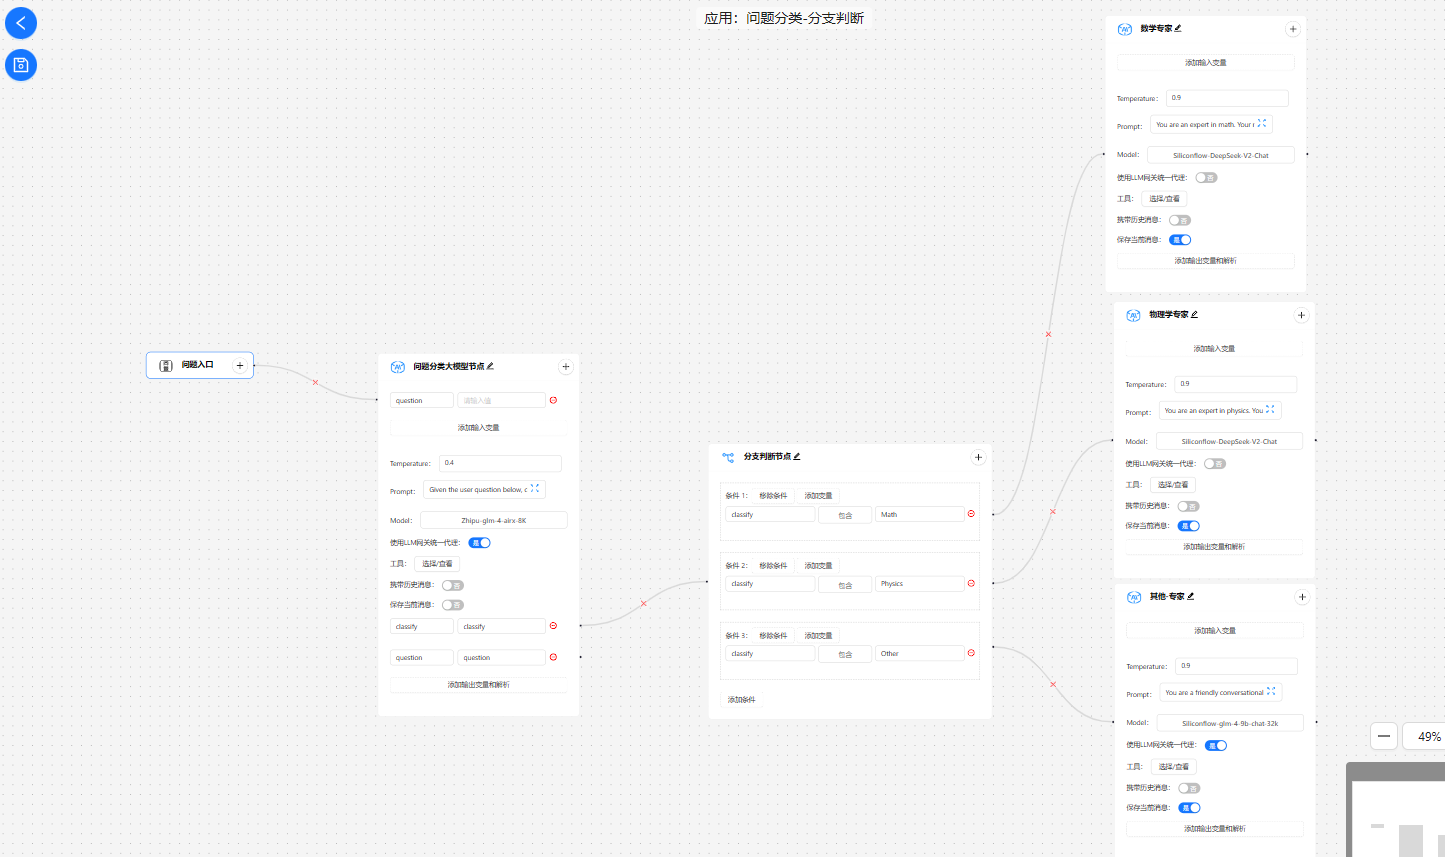 应用：问题分类-分支判断
问题入口
问题分类大模型节点
question 请输入值
添加输入变量
Temperature: 0.4
Prompt: Given the user question below, c
Model: Zhipu-glm-4-airx-8K
使用LLM网关统一代理: 是
工具: 选择/查看
携带历史消息: 否
保存当前消息: 否
classify classify
question question
添加输出变量和解析
分支判断节点
条件 1: 移除条件 添加变量
classify 包含 Math
条件 2: 移除条件 添加变量
classify 包含 Physics
条件 3: 移除条件 添加变量
classify 包含 Other
添加条件
数学专家
添加输入变量
Temperature: 0.9
Prompt: You are an expert in math. Your r
Model: Siliconflow-DeepSeek-V2-Chat
使用LLM网关统一代理: 否
工具: 选择/查看
携带历史消息: 否
保存当前消息: 是
添加输出变量和解析
物理学专家
添加输入变量
Temperature: 0.9
Prompt: You are an expert in physics. You
Model: Siliconflow-DeepSeek-V2-Chat
使用LLM网关统一代理: 否
工具: 选择/查看
携带历史消息: 否
保存当前消息: 是
添加输出变量和解析
其他-专家
添加输入变量
Temperature: 0.9
Prompt: You are a friendly conversational
Model: Siliconflow-glm-4-9b-chat-32k
使用LLM网关统一代理: 是
工具: 选择/查看
携带历史消息: 否
保存当前消息: 是
添加输出变量和解析
49%